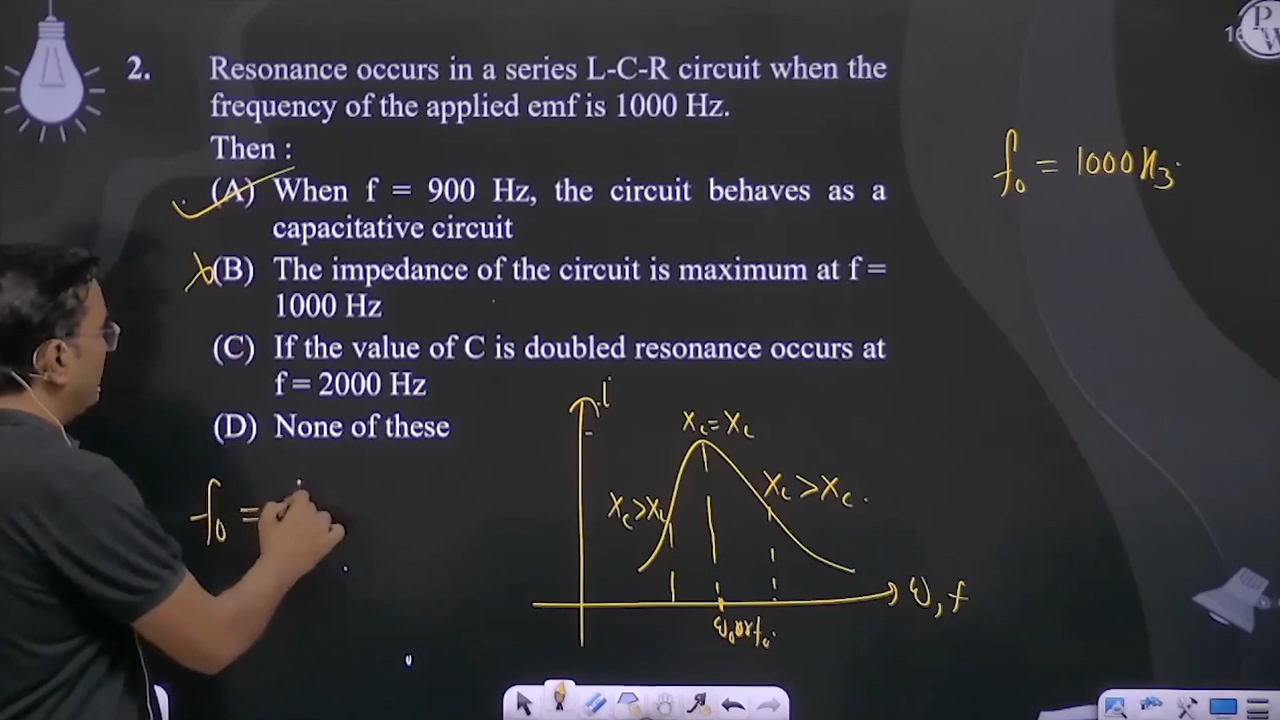 2. Resonance occurs in a series L-C-R circuit when the
frequency of the applied emf is 1000 Hz.
Then :
(A) When f = 900 Hz, the circuit behaves as a
capacitative circuit
(B) The impedance of the circuit is maximum at f =
1000 Hz
(C) If the value of C is doubled resonance occurs at
f = 2000 Hz
(D) None of these
f₀ = 1000 Hz.
f₀ =
i
X_C = X_L
X_C > X_L
X_L > X_C.
ω, f
ω₀ or f₀.
P
W